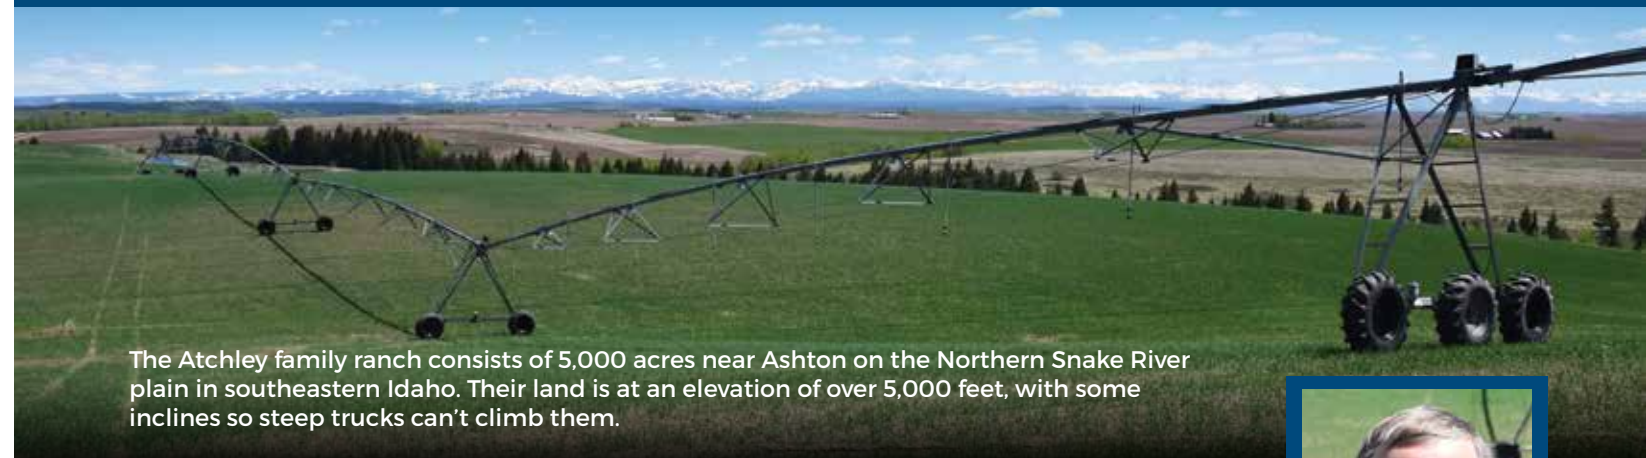 The Atchley family ranch consists of 5,000 acres near Ashton on the Northern Snake River
plain in southeastern Idaho. Their land is at an elevation of over 5,000 feet, with some
inclines so steep trucks can’t climb them.